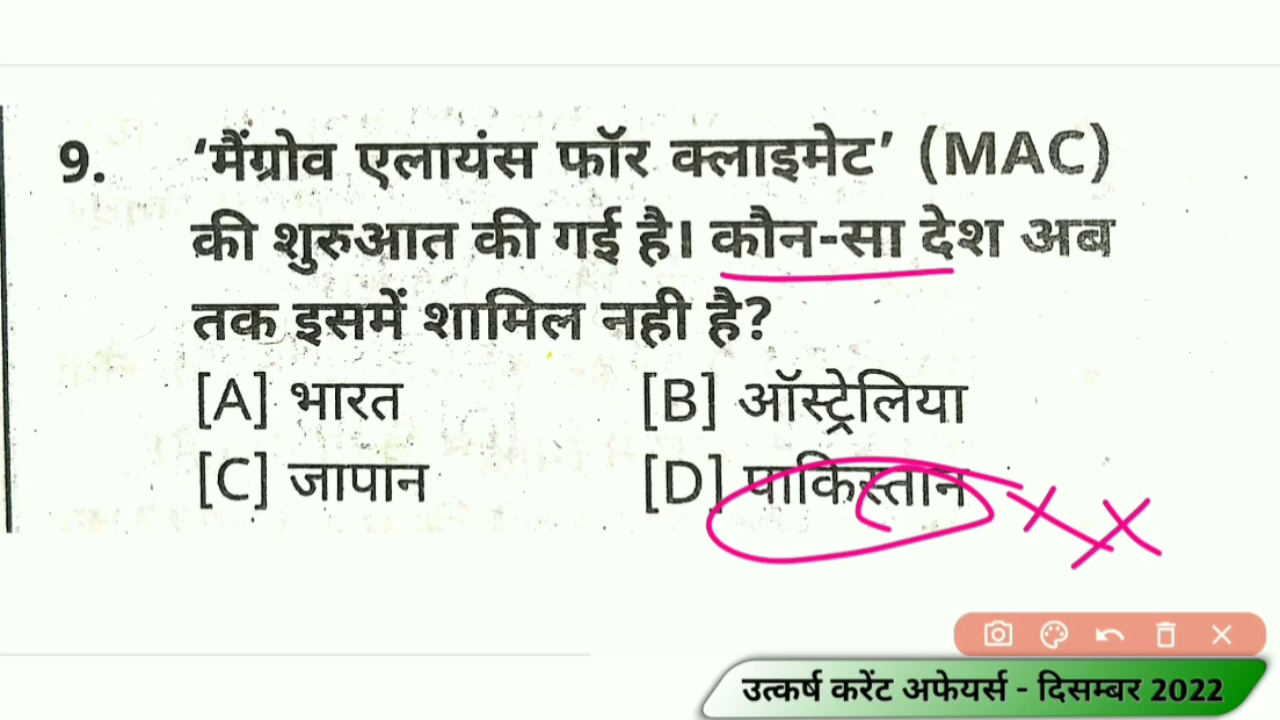 9. ‘मैंग्रोव एलायंस फॉर क्लाइमेट’ (MAC)
की शुरुआत की गई है। कौन-सा देश अब
तक इसमें शामिल नही है?
[A] भारत [B] ऑस्ट्रेलिया
[C] जापान [D] पाकिस्तान
उत्कर्ष करेंट अफेयर्स - दिसम्बर 2022